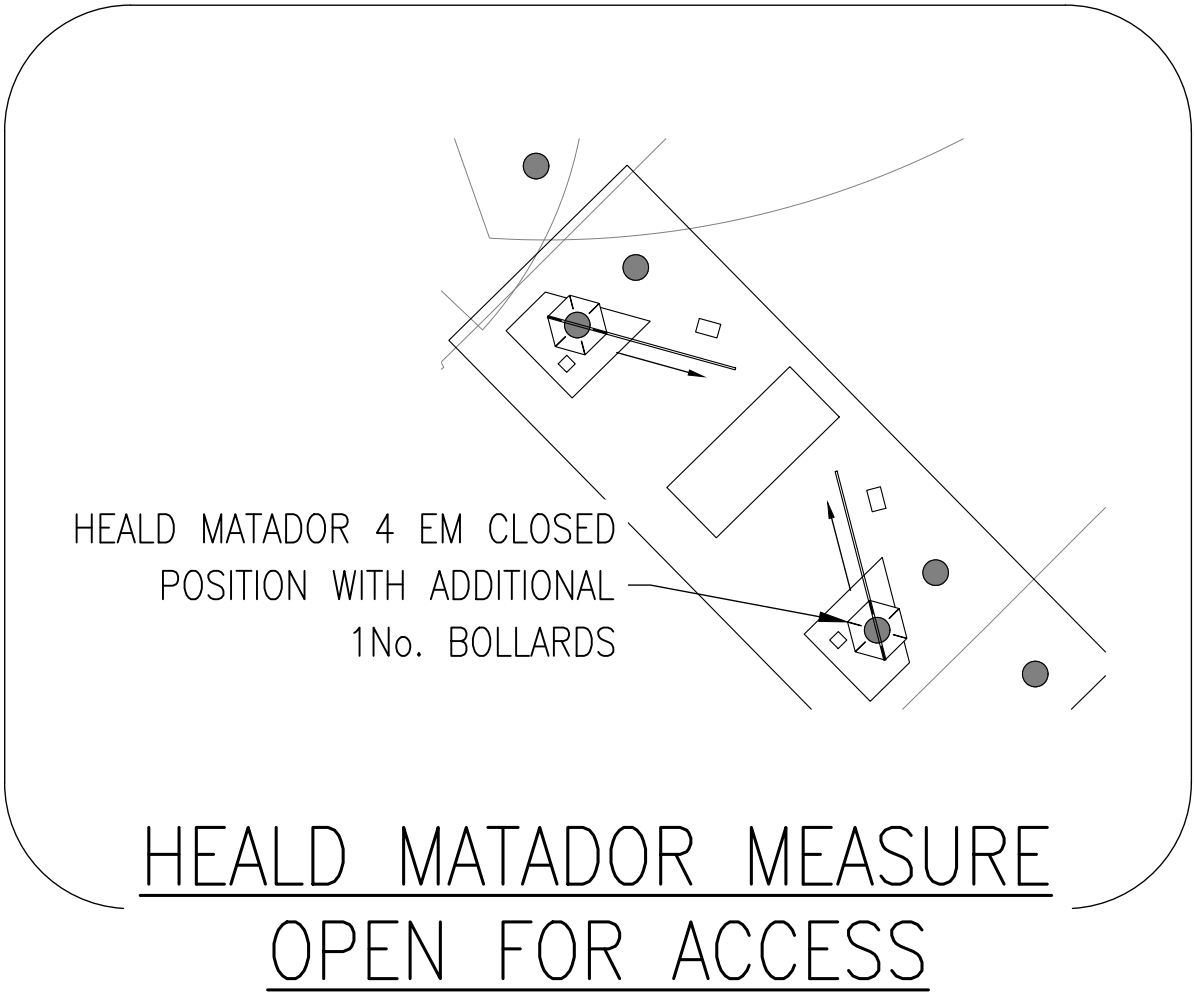 HEALD MATADOR 4 EM CLOSED
POSITION WITH ADDITIONAL
1No. BOLLARDS
HEALD MATADOR MEASURE
OPEN FOR ACCESS